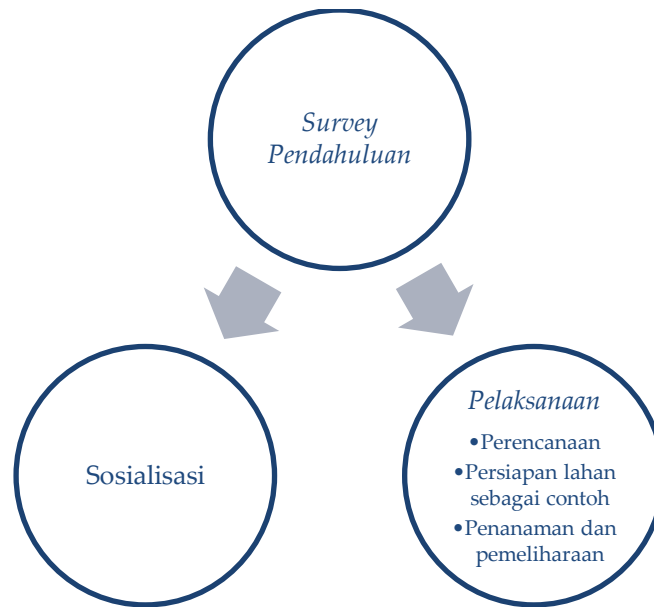 Survey
Pendahuluan
Sosialisasi
Pelaksanaan
•Perencanaan
•Persiapan lahan
sebagai contoh
•Penanaman dan
pemeliharaan